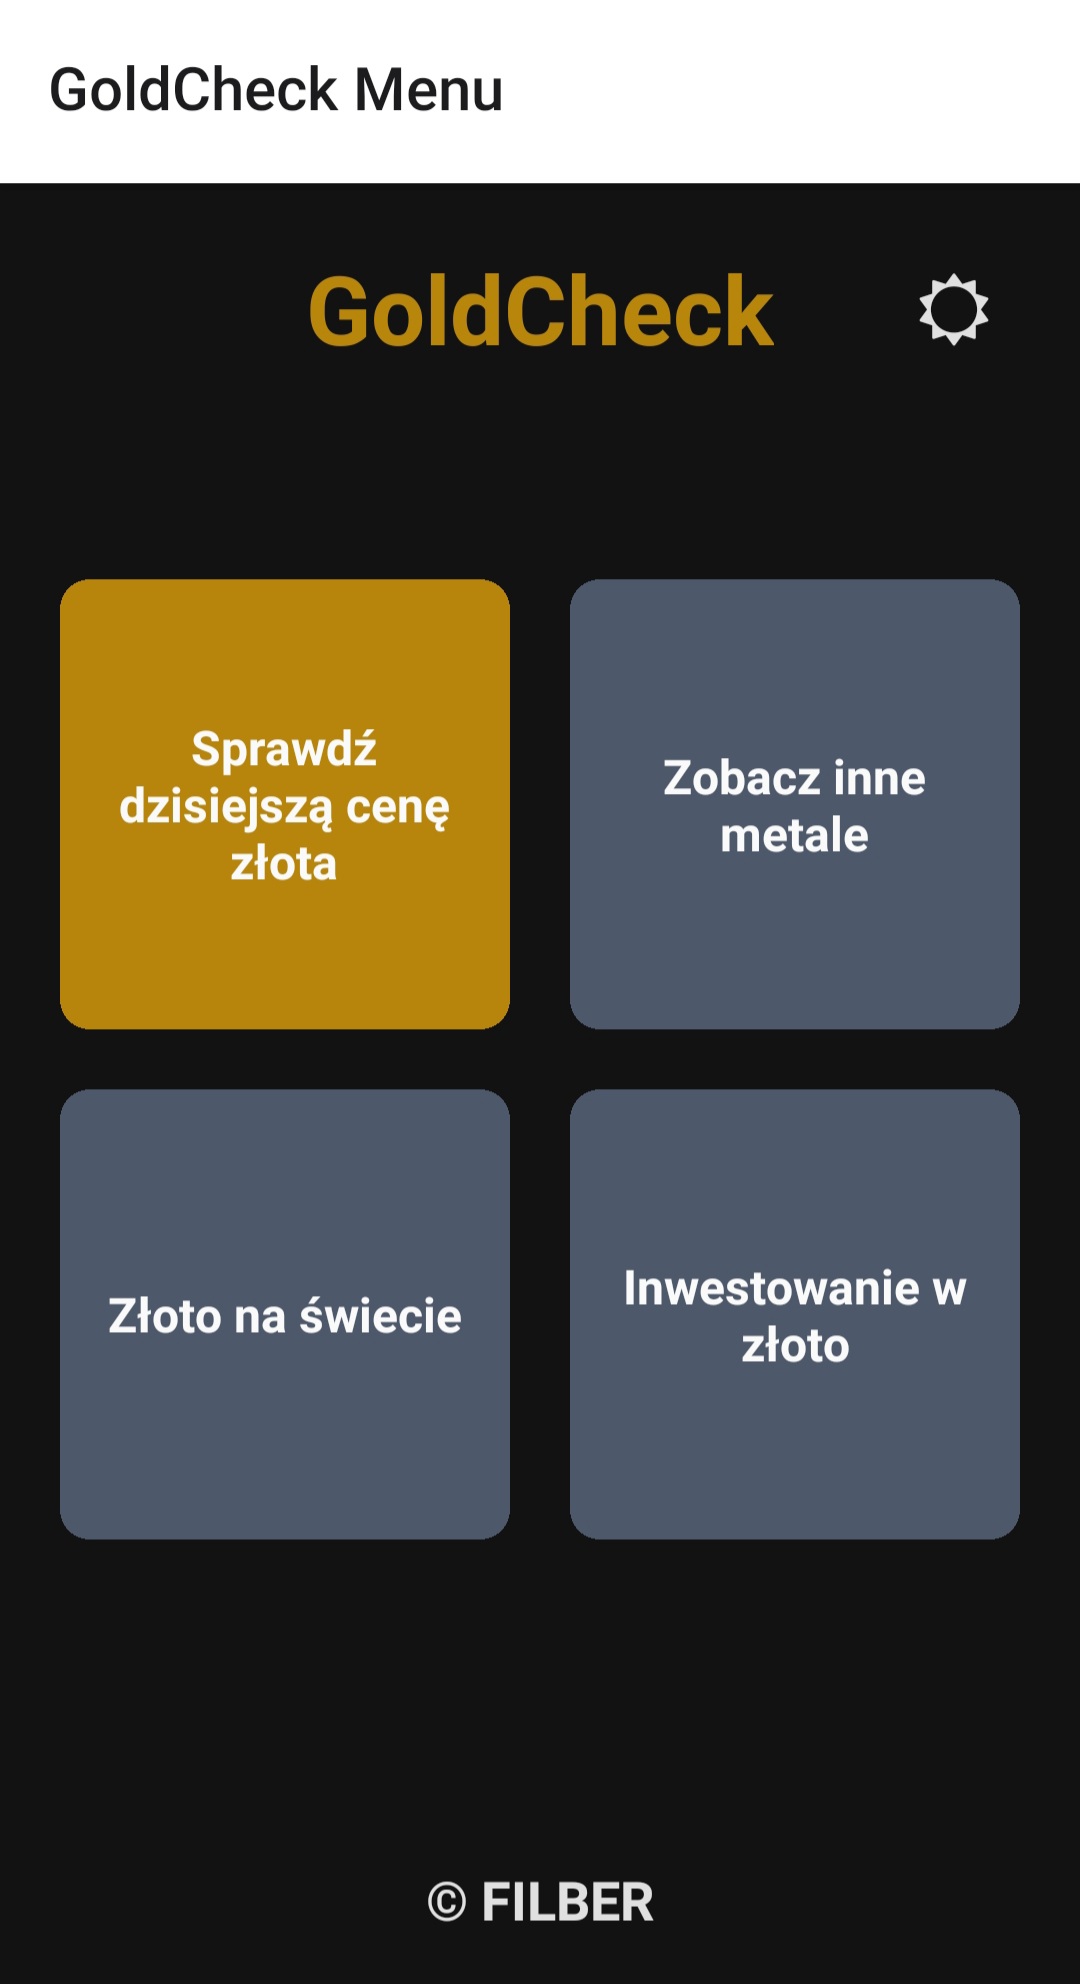 GoldCheck Menu
GoldCheck
Sprawdź
dzisiejszą cenę
złota
Zobacz inne
metale
Złoto na świecie
Inwestowanie w
złoto
© FILBER